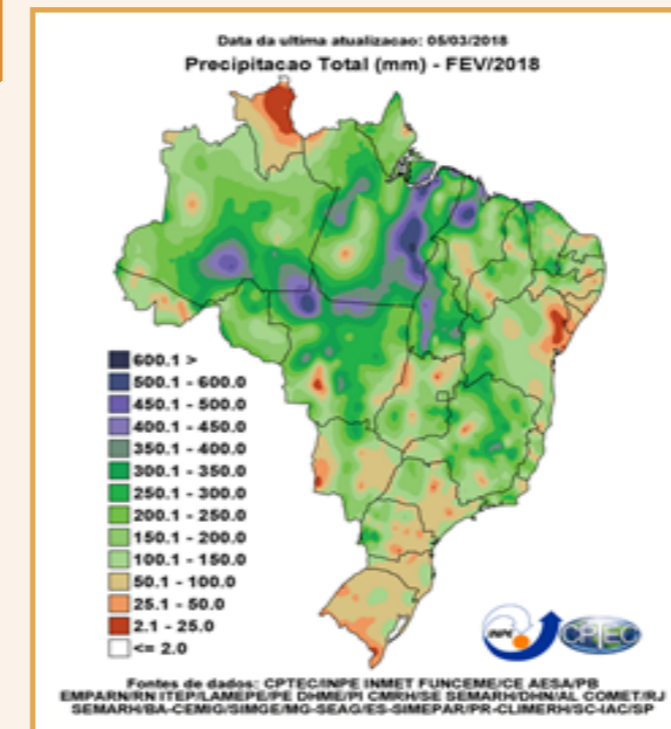 Data da ultima atualizacao: 05/03/2018
Precipitacao Total (mm) - FEV/2018
600.1 >
500.1 - 600.0
450.1 - 500.0
400.1 - 450.0
350.1 - 400.0
300.1 - 350.0
250.1 - 300.0
200.1 - 250.0
150.1 - 200.0
100.1 - 150.0
50.1 - 100.0
25.1 - 50.0
2.1 - 25.0
<= 2.0
INPE
CPTEC
Fontes de dados: CPTEC/INPE INMET FUNCEME/CE AESA/PB
EMPARN/RN ITEP/LAMEPE/PE DHME/PI CMRH/SE SEMARH/DHN/AL COMET/RJ
SEMARH/BA-CEMIG/SIMGE/MG-SEAG/ES-SIMEPAR/PR-CLIMERH/SC-IAC/SP